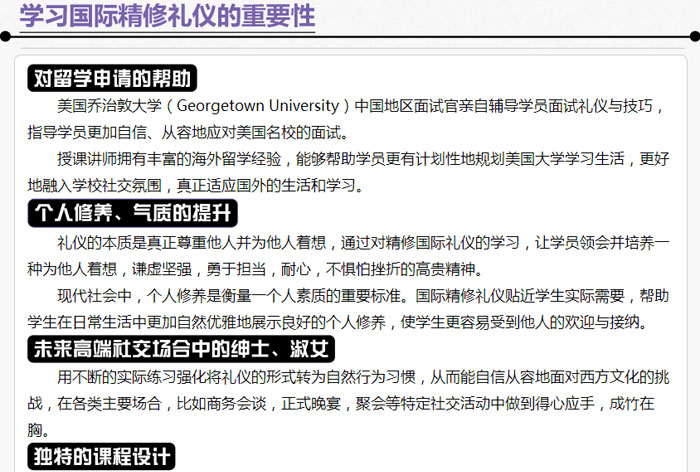 学习国际精修礼仪的重要性
对留学申请的帮助
美国乔治敦大学（Georgetown University）中国地区面试官亲自辅导学员面试礼仪与技巧，
指导学员更加自信、从容地应对美国名校的面试。
授课讲师拥有丰富的海外留学经验，能够帮助学员更有计划性地规划美国大学学习生活，更好
地融入学校社交氛围，真正适应国外的生活和学习。
个人修养、气质的提升
礼仪的本质是真正尊重他人并为他人着想，通过对精修国际礼仪的学习，让学员领会并培养一
种为他人着想，谦虚坚强，勇于担当，耐心，不惧怕挫折的高贵精神。
现代社会中，个人修养是衡量一个人素质的重要标准。国际精修礼仪贴近学生实际需要，帮助
学生在日常生活中更加自然优雅地展示良好的个人修养，使学生更容易受到他人的欢迎与接纳。
未来高端社交场合中的绅士、淑女
用不断的实际练习强化将礼仪的形式转为自然行为习惯，从而能自信从容地面对西方文化的挑
战，在各类主要场合，比如商务会谈，正式晚宴，聚会等特定社交活动中做到得心应手，成竹在
胸。
独特的课程设计